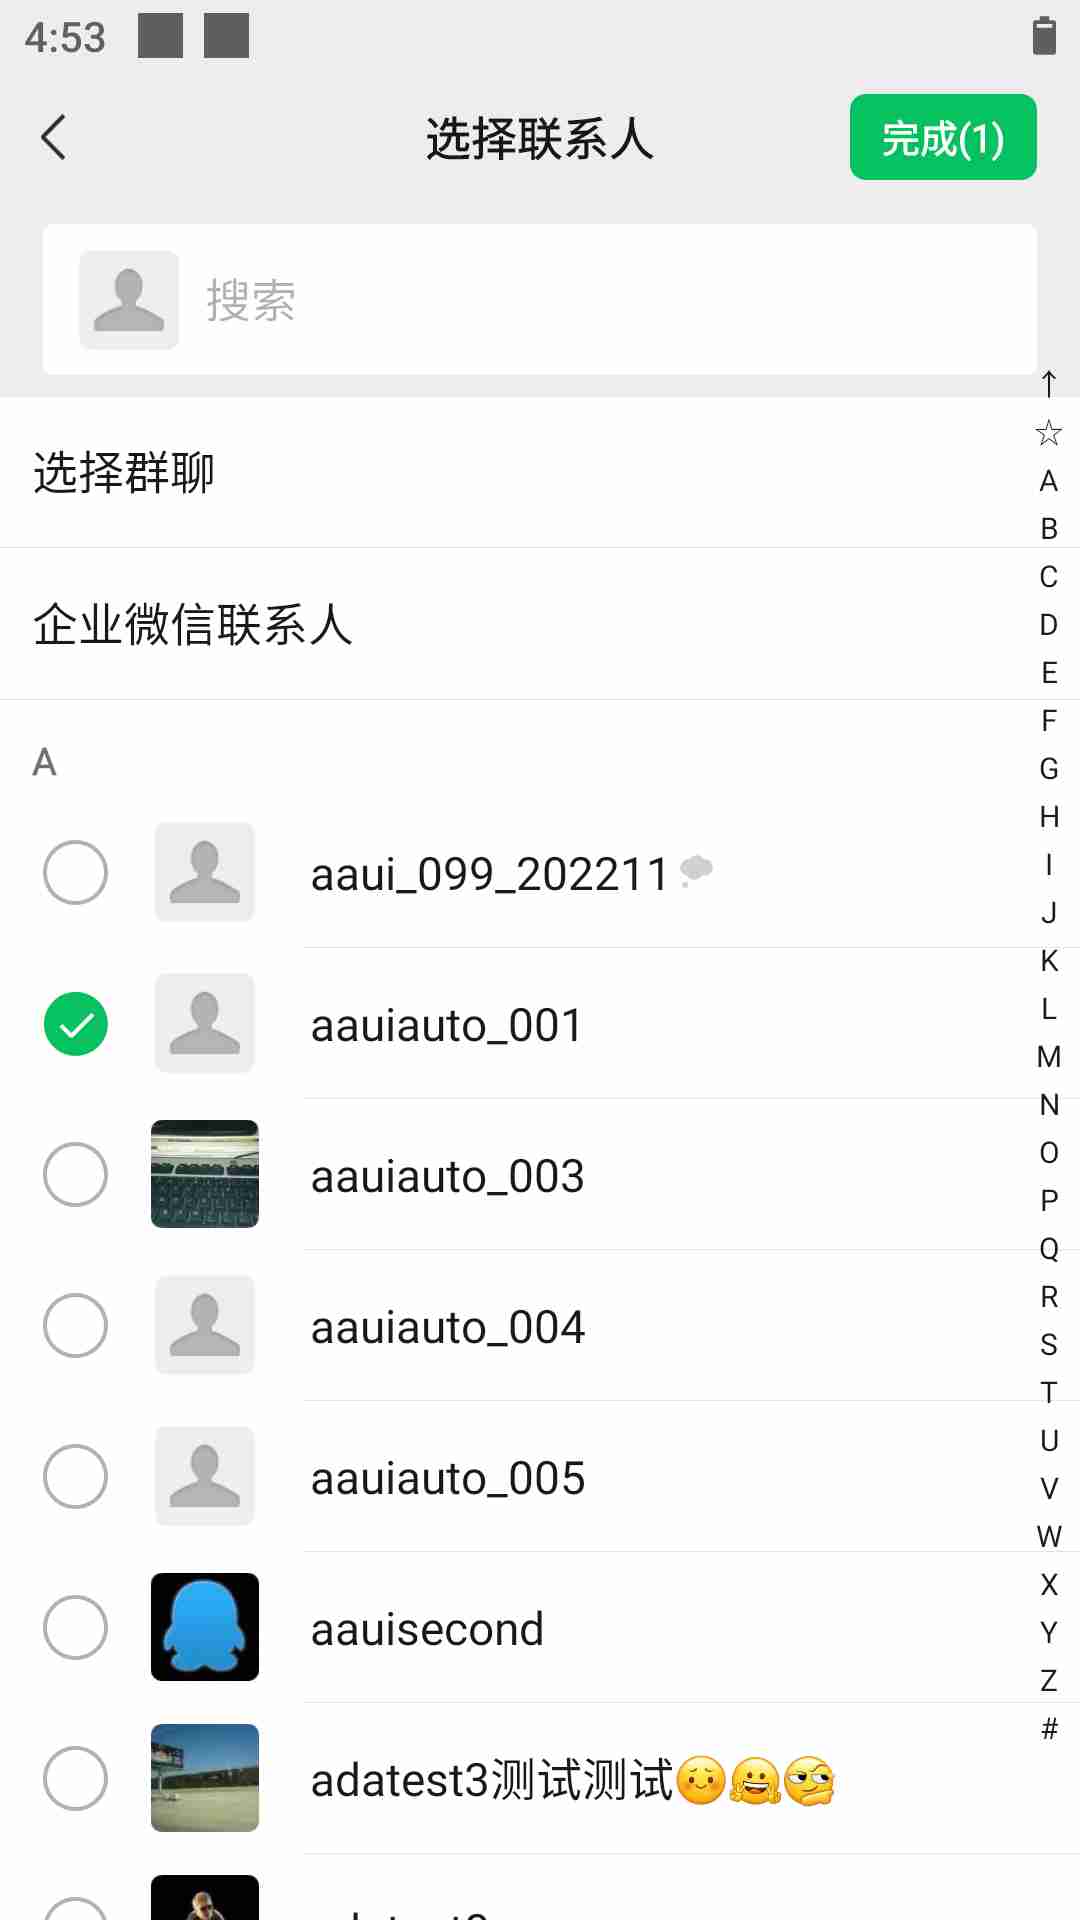 4:53
选择联系人
完成(1)
搜索
选择群聊
企业微信联系人
A
aaui_099_202211
aauiauto_001
aauiauto_003
aauiauto_004
aauiauto_005
aauisecond
adatest3测试测试☺️🤗🤔
↑
☆
A
B
C
D
E
F
G
H
I
J
K
L
M
N
O
P
Q
R
S
T
U
V
W
X
Y
Z
#